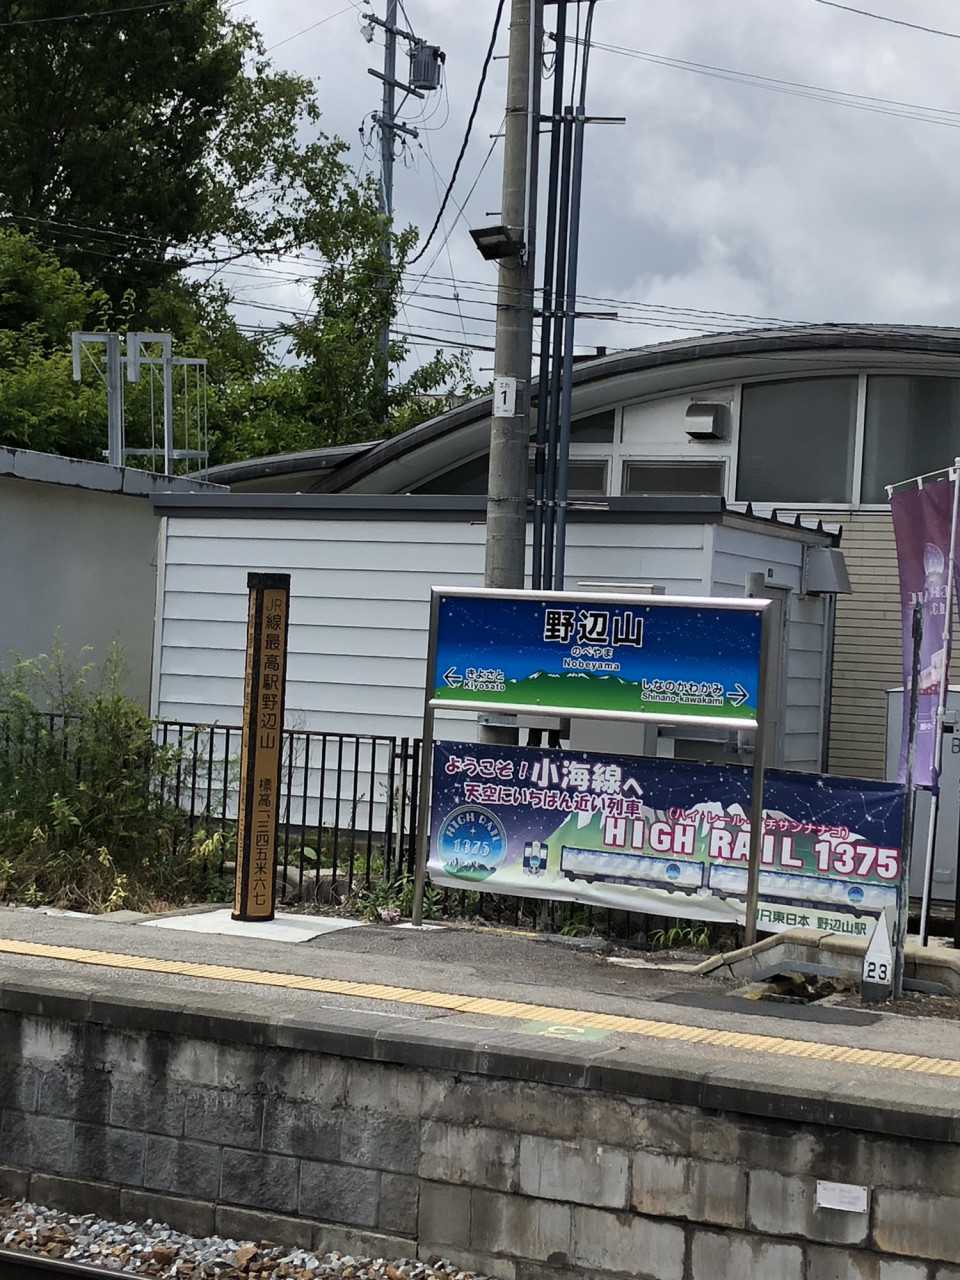 エカ
1
JR線最高駅野辺山 標高一、三四五米六七
野辺山
のべやま
Nobeyama
← きよさと
Kiyosato
しなのかわかみ →
Shinano-kawakami
ようこそ！小海線へ
天空にいちばん近い列車
HIGH RAIL 1375
HIGH RAIL
1375
JR東日本 野辺山駅
23